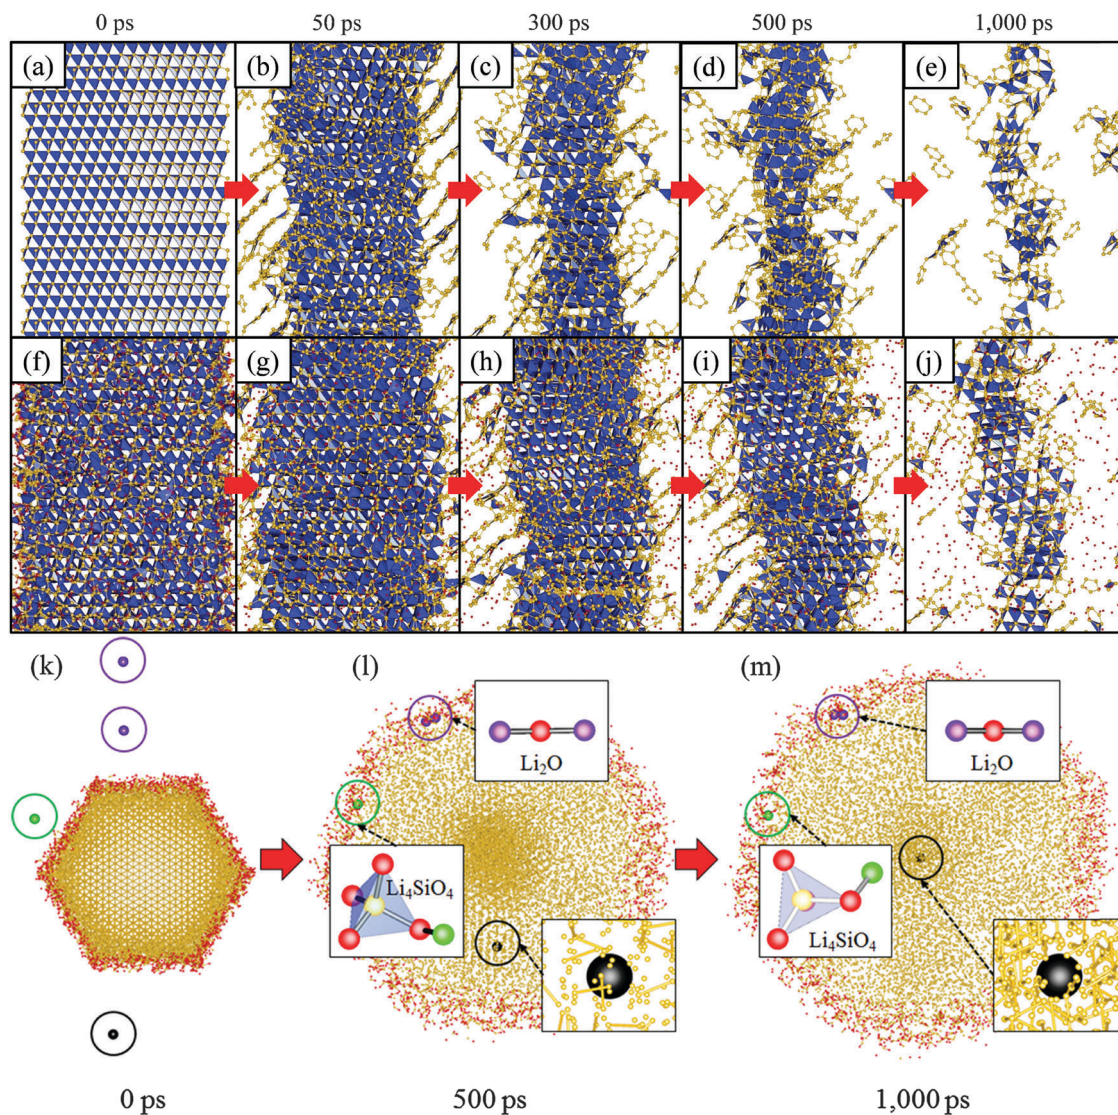 0 ps 50 ps 300 ps 500 ps 1,000 ps
(a) (b) (c) (d) (e)
(f) (g) (h) (i) (j)
(k) (l) (m)
Li2O Li2O
Li4SiO4
Li4SiO4
0 ps 500 ps 1,000 ps